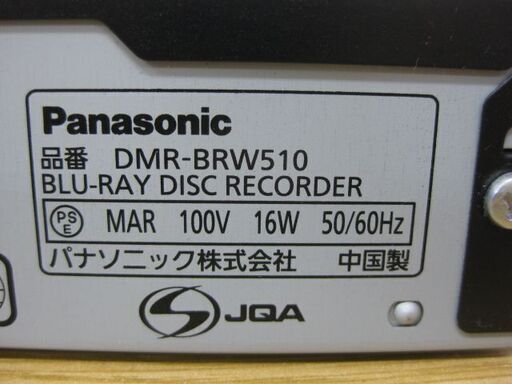 Panasonic
品番 DMR-BRW510
BLU-RAY DISC RECORDER
PS E MAR 100V 16W 50/60Hz
パナソニック株式会社 中国製
JQA